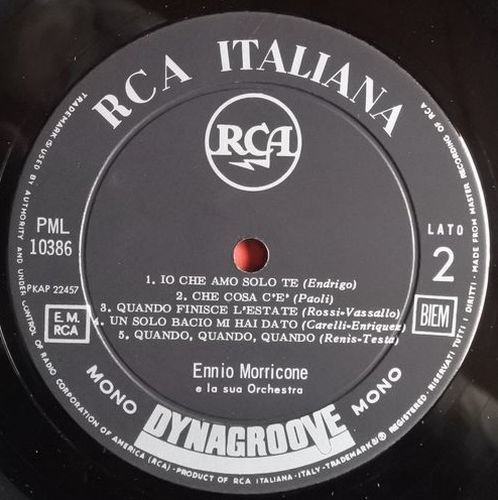 RCA ITALIANA
RCA
PML
10386
PKAP 22457
E.M.
RCA
LATO
2
BIEM
1. IO CHE AMO SOLO TE (Endrigo)
2. CHE COSA C'E' (Paoli)
3. QUANDO FINISCE L'ESTATE (Rossi-Vassallo)
4. UN SOLO BACIO MI HAI DATO (Carelli-Enriquez)
5. QUANDO, QUANDO, QUANDO (Renis-Testa)
Ennio Morricone
e la sua Orchestra
MONO DYNAGROOVE MONO
TRADEMARK(S) USED BY AUTHORITY AND UNDER CONTROL OF RADIO CORPORATION OF AMERICA (RCA) - PRODUCT OF RCA ITALIANA - ITALY - TRADEMARK(S) ® REGISTERED - RISERVATI TUTTI I DIRITTI - MADE FROM MASTER RECORDING OF RCA